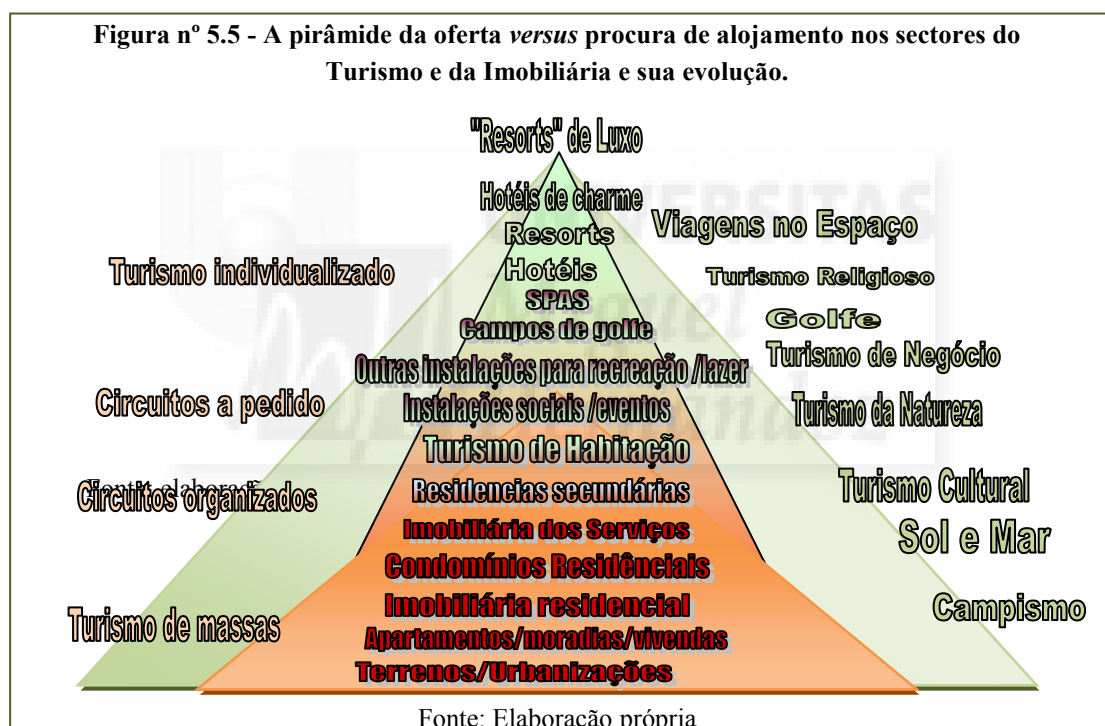 Figura nº 5.5 - A pirâmide da oferta versus procura de alojamento nos sectores do
Turismo e da Imobiliária e sua evolução.
"Resorts" de Luxo
Hotéis de charme
Resorts
Hotéis
SPAS
Campos de golfe
Outras instalações para recreação /lazer
Instalações sociais /eventos
Turismo de Habitação
Residencias secundárias
Imobiliária dos Serviços
Condomínios Residênciais
Imobiliária residencial
Apartamentos/moradias/vivendas
Terrenos/Urbanizações
Turismo individualizado
Circuitos a pedido
Circuitos organizados
Turismo de massas
Viagens no Espaço
Turismo Religioso
Golfe
Turismo de Negócio
Turismo da Natureza
Turismo Cultural
Sol e Mar
Campismo
Fonte: Elaboração própria